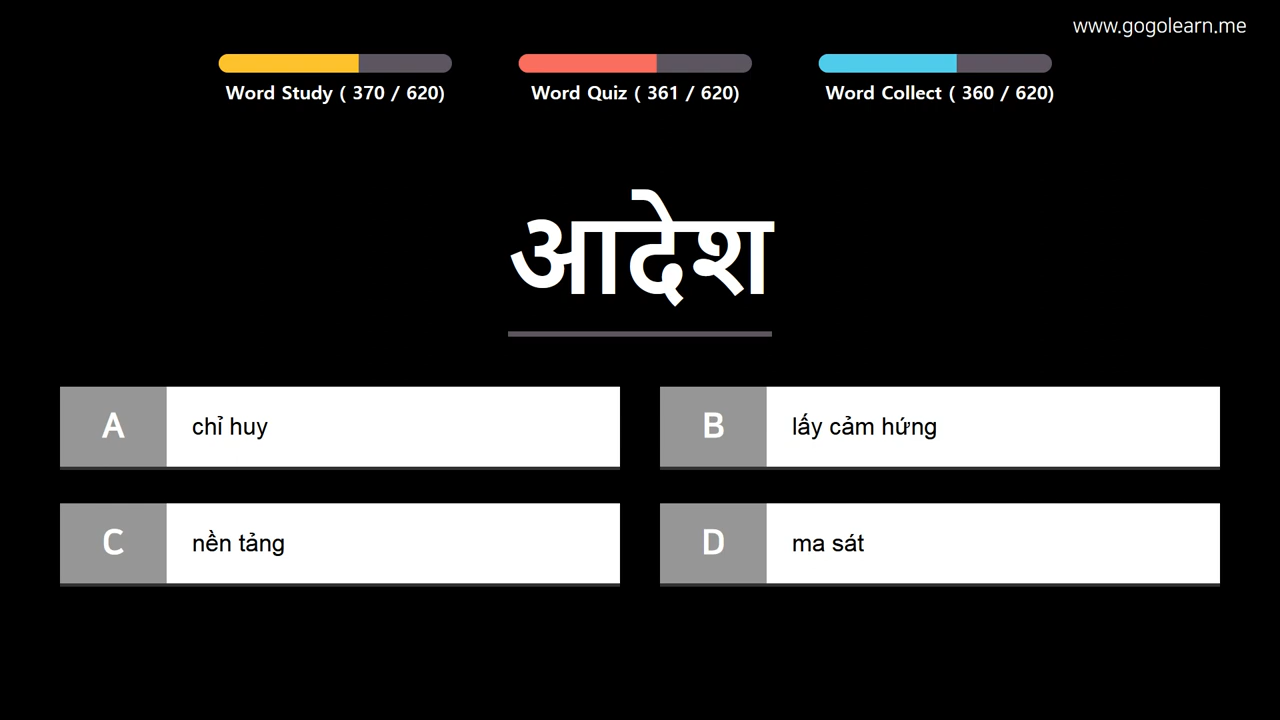 www.gogolearn.me
Word Study ( 370 / 620)
Word Quiz ( 361 / 620)
Word Collect ( 360 / 620)
आदेश
A chỉ huy
B lấy cảm hứng
C nền tảng
D ma sát